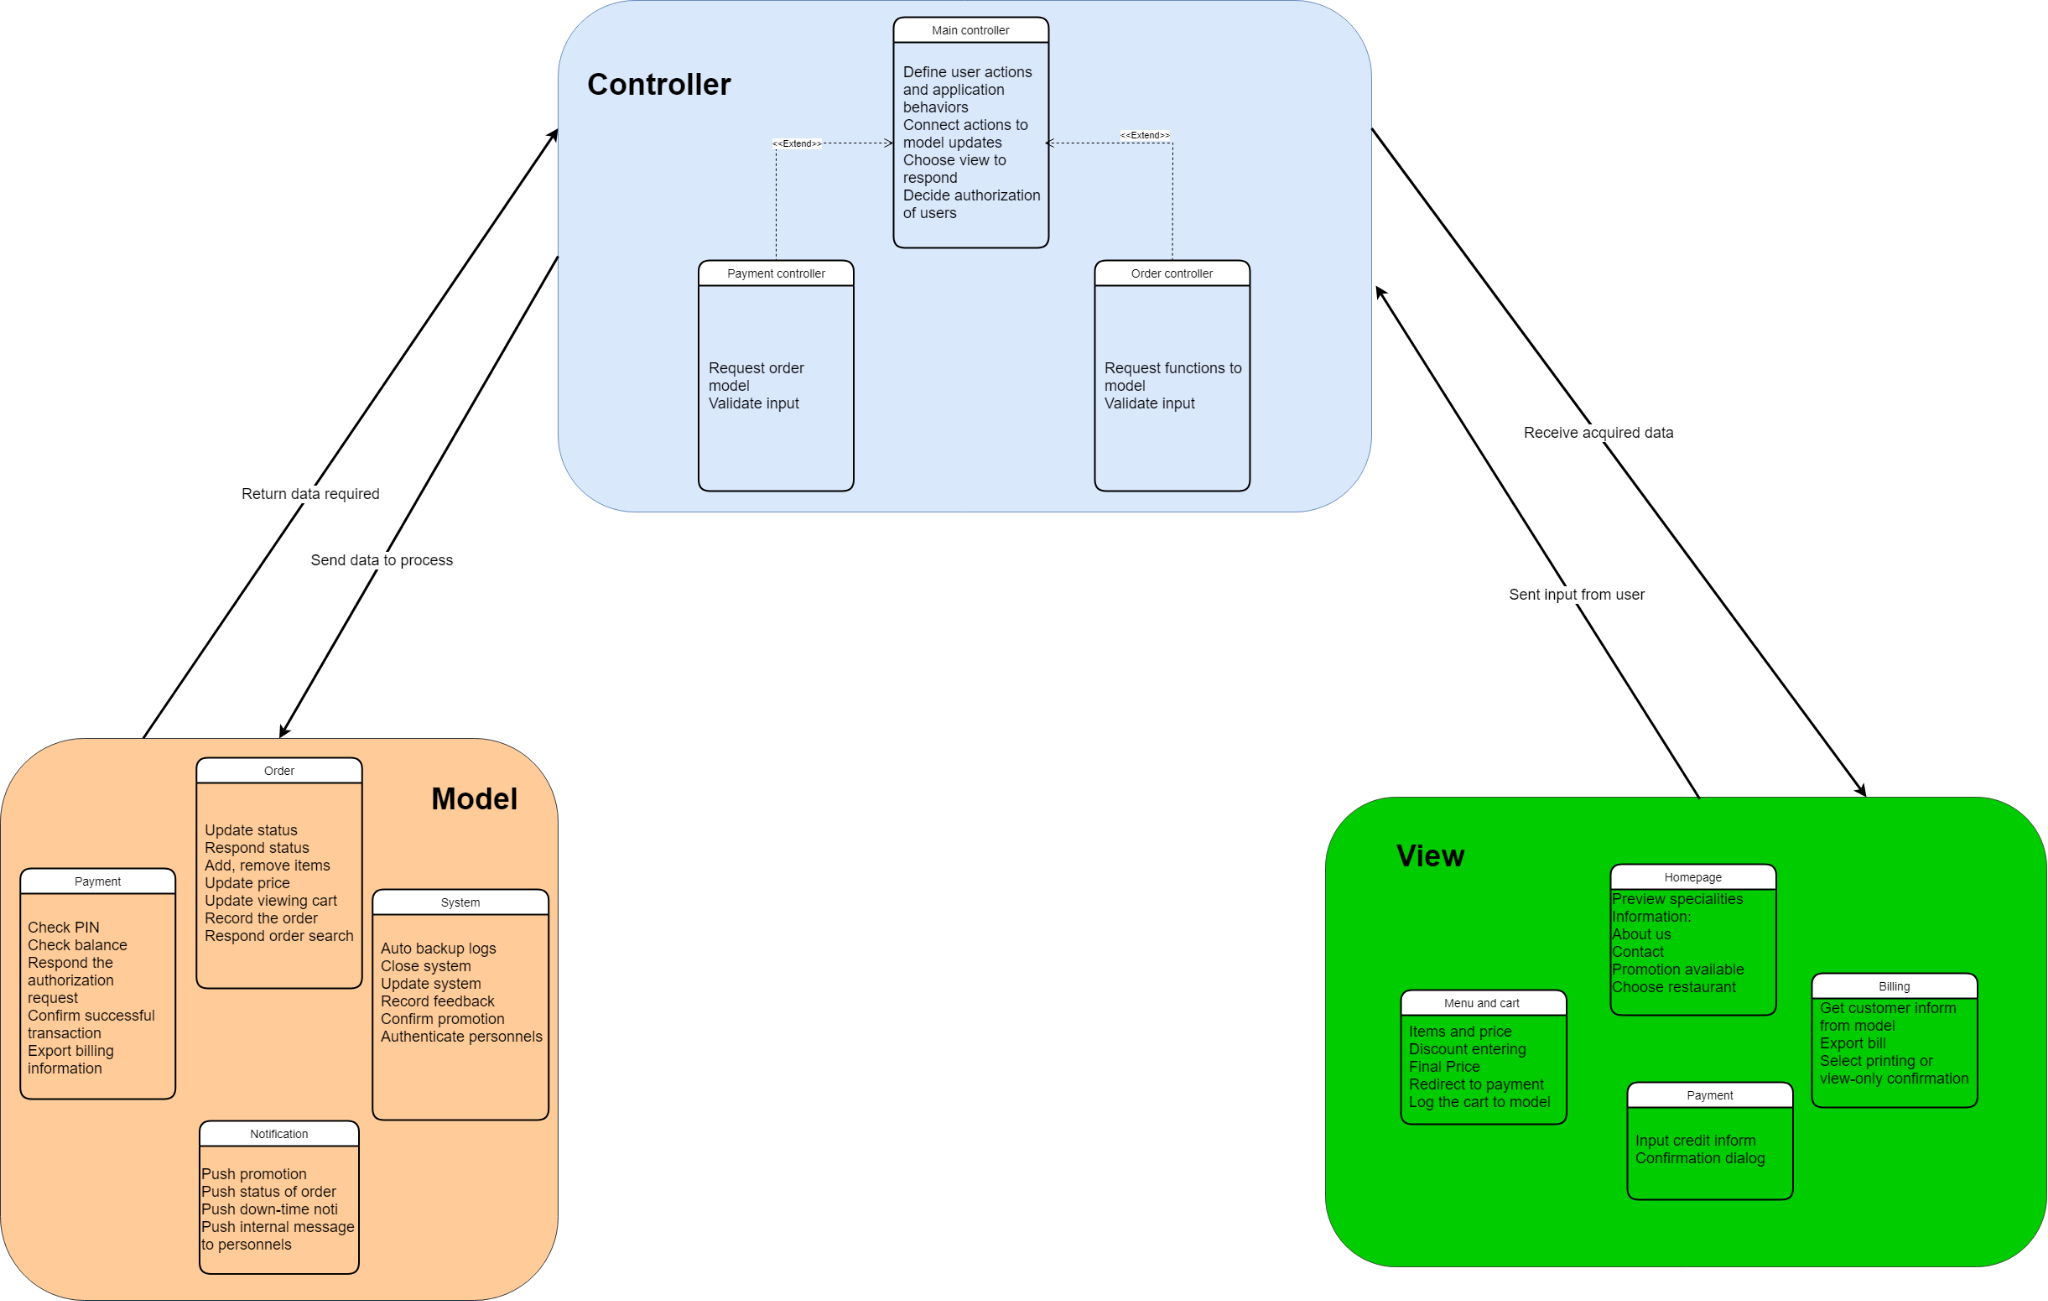 Main controller
Controller
Define user actions
and application
behaviors
Connect actions to
model updates
Choose view to
respond
Decide authorization
of users
<<Extend>>
<<Extend>>
Payment controller
Request order
model
Validate input
Order controller
Request functions to
model
Validate input
Receive acquired data
Return data required
Send data to process
Sent input from user
Model
Order
Update status
Respond status
Add, remove items
Update price
Update viewing cart
Record the order
Respond order search
Payment
Check PIN
Check balance
Respond the
authorization
request
Confirm successful
transaction
Export billing
information
System
Auto backup logs
Close system
Update system
Record feedback
Confirm promotion
Authenticate personnels
Notification
Push promotion
Push status of order
Push down-time noti
Push internal message
to personnels
View
Homepage
Preview specialities
Information:
About us
Contact
Promotion available
Choose restaurant
Menu and cart
Items and price
Discount entering
Final Price
Redirect to payment
Log the cart to model
Billing
Get customer inform
from model
Export bill
Select printing or
view-only confirmation
Payment
Input credit inform
Confirmation dialog